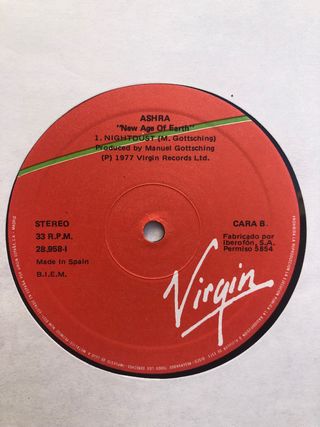 ASHRA
"New Age Of Earth"
1. NIGHTDUST (M. Gottsching)
Produced by Manuel Gottsching
(P) 1977 Virgin Records Ltd.
STEREO
33 R.P.M.
28.958-I
Made in Spain
B.I.E.M.
CARA B.
Fabricado por
Iberofón, S.A.
Permiso 5854
Virgin